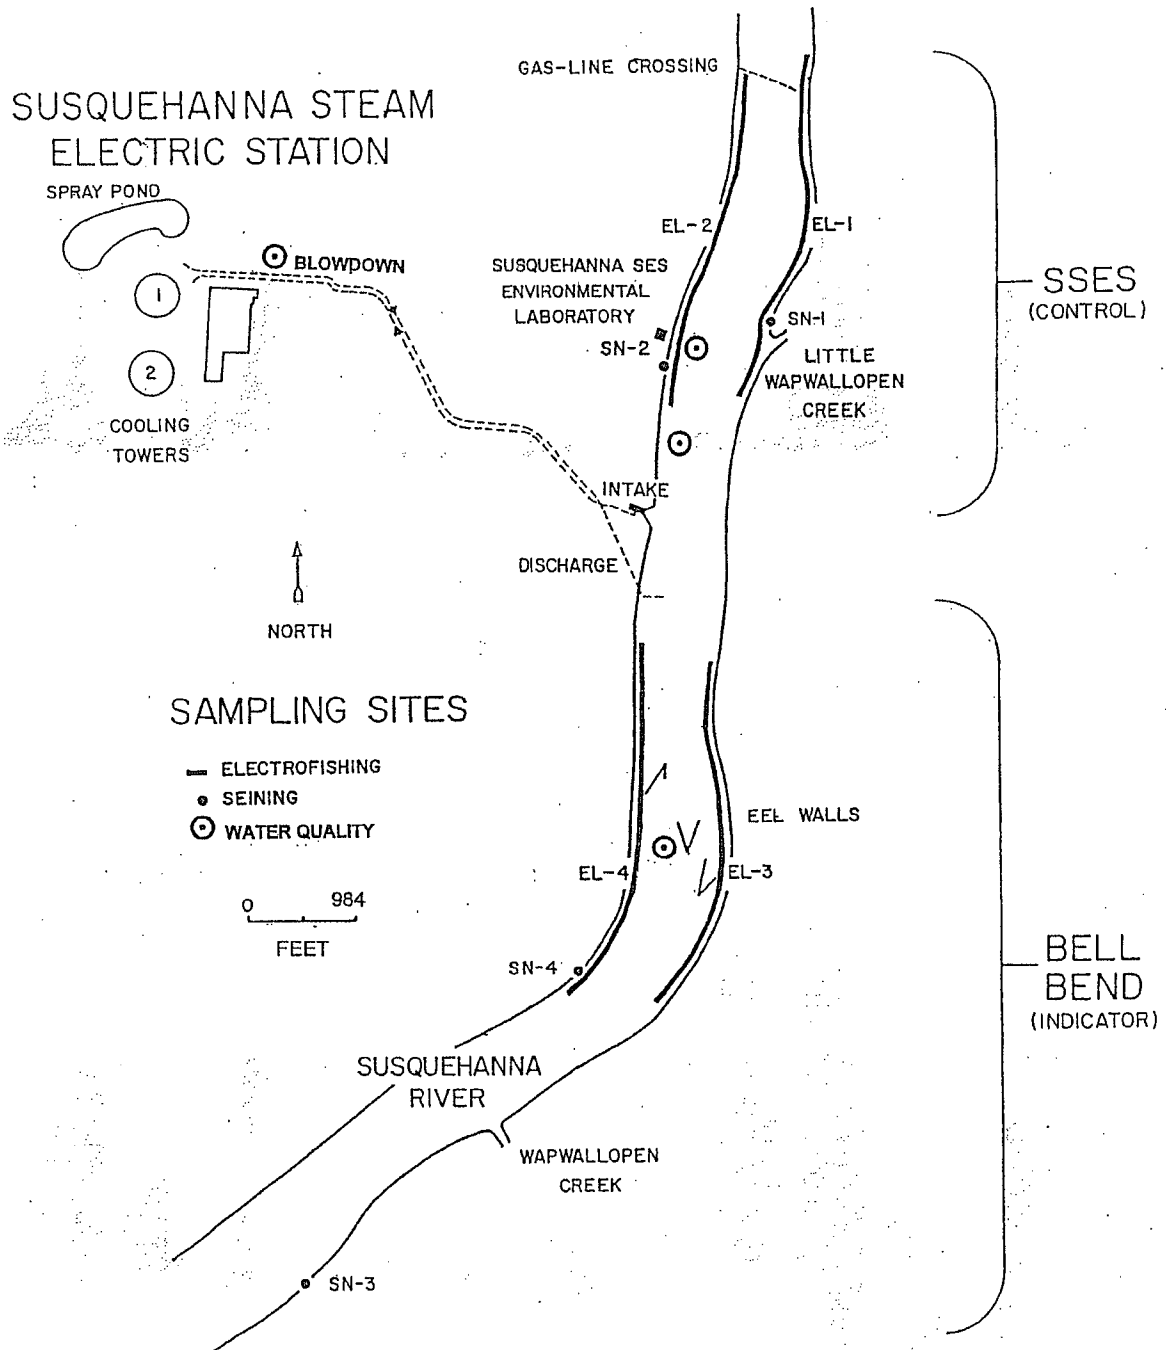 GAS-LINE CROSSING
SUSQUEHANNA STEAM
ELECTRIC STATION
SPRAY POND
EL-2
EL-1
BLOWDOWN
SUSQUEHANNA SES
ENVIRONMENTAL
LABORATORY
SSES
(CONTROL)
1
SN-1
SN-2
LITTLE
WAPWALLOPEN
CREEK
2
COOLING
TOWERS
INTAKE
DISCHARGE
NORTH
SAMPLING SITES
ELECTROFISHING
SEINING
WATER QUALITY
EEL WALLS
EL-4
EL-3
0 984
FEET
SN-4
BELL
BEND
(INDICATOR)
SUSQUEHANNA
RIVER
WAPWALLOPEN
CREEK
SN-3